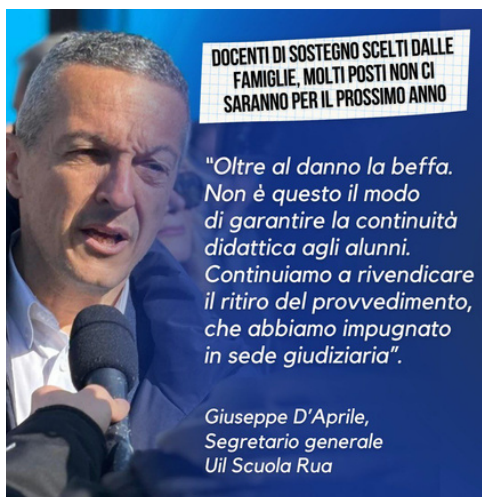 DOCENTI DI SOSTEGNO SCELTI DALLE
FAMIGLIE, MOLTI POSTI NON CI
SARANNO PER IL PROSSIMO ANNO
"Oltre al danno la beffa.
Non è questo il modo
di garantire la continuità
didattica agli alunni.
Continuiamo a rivendicare
il ritiro del provvedimento,
che abbiamo impugnato
in sede giudiziaria".
Giuseppe D'Aprile,
Segretario generale
Uil Scuola Rua